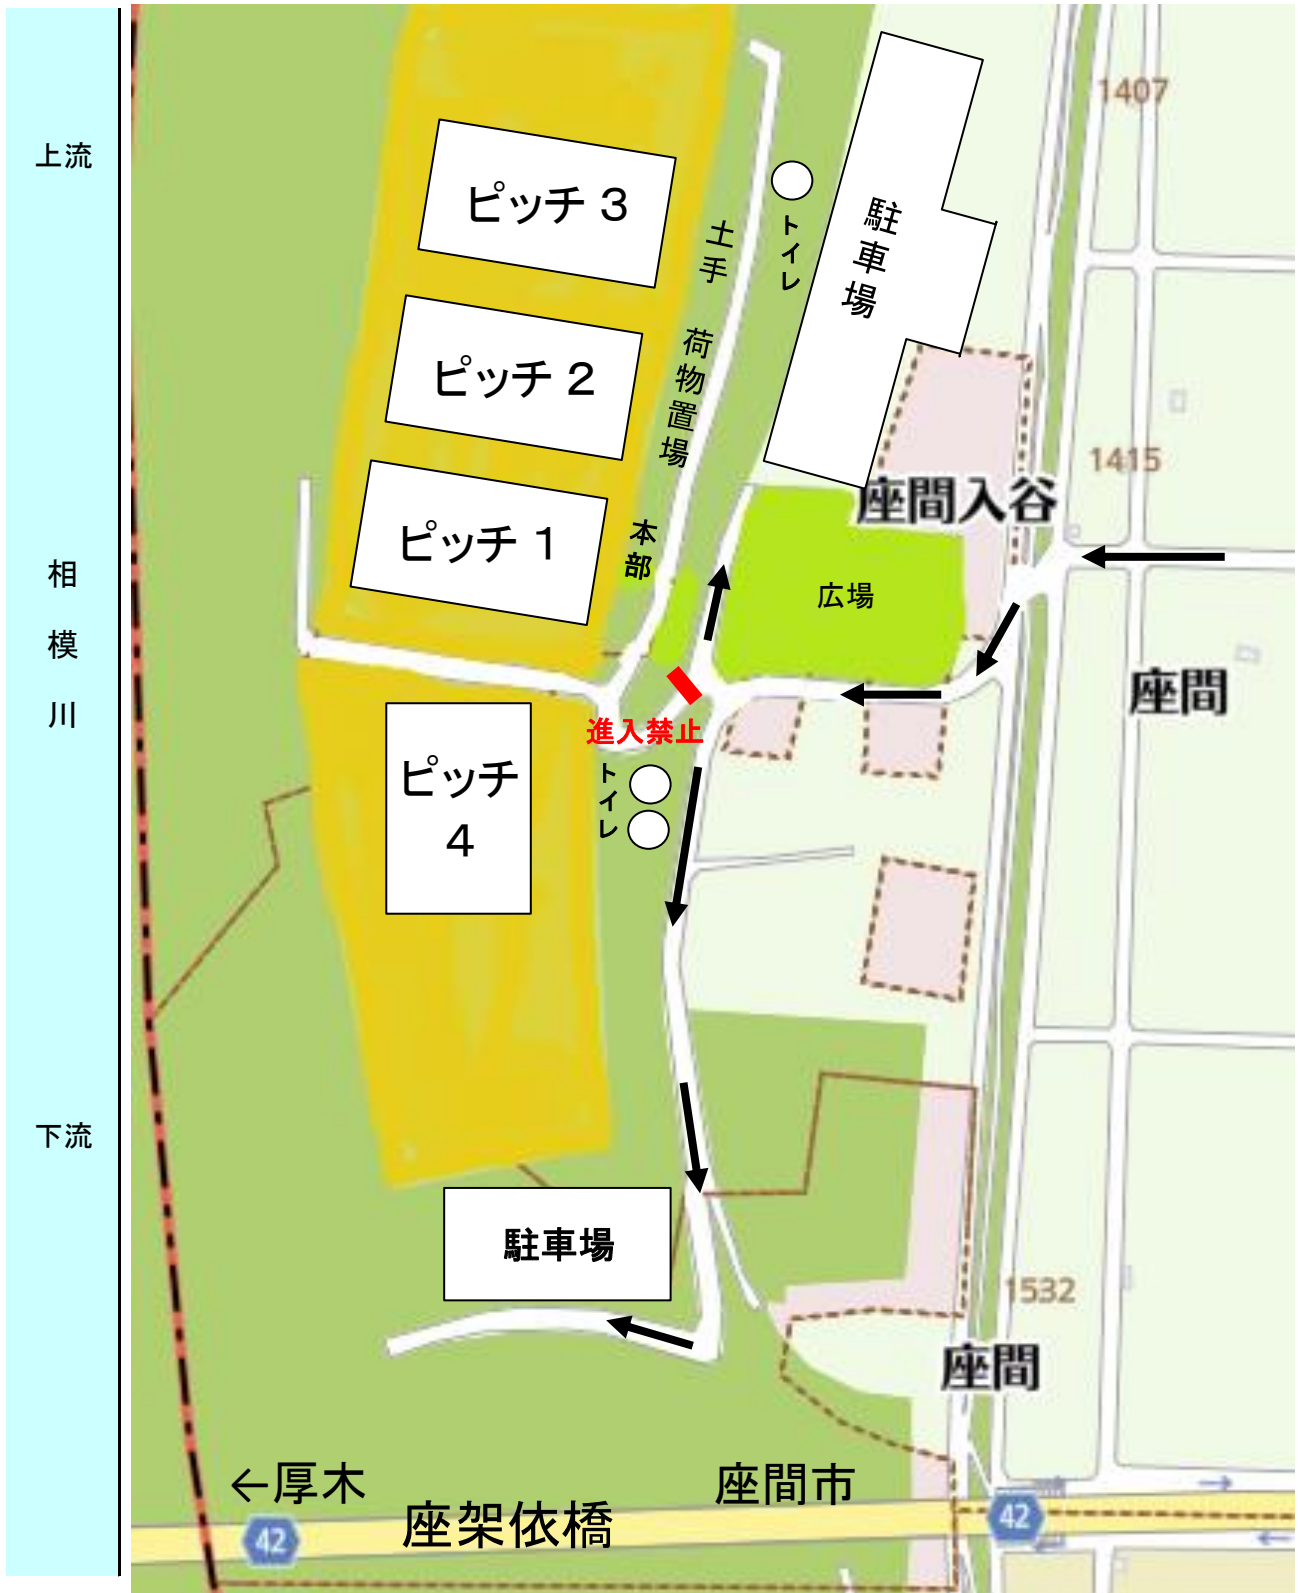 1407
上流
ピッチ 3
駐車場
トイレ
土手 荷物置場
ピッチ 2
1415
座間入谷
ピッチ 1
本部
相模川
広場
座間
進入禁止
トイレ
ピッチ
4
下流
駐車場
1532
座間
←厚木
座間市
座架依橋
42
42